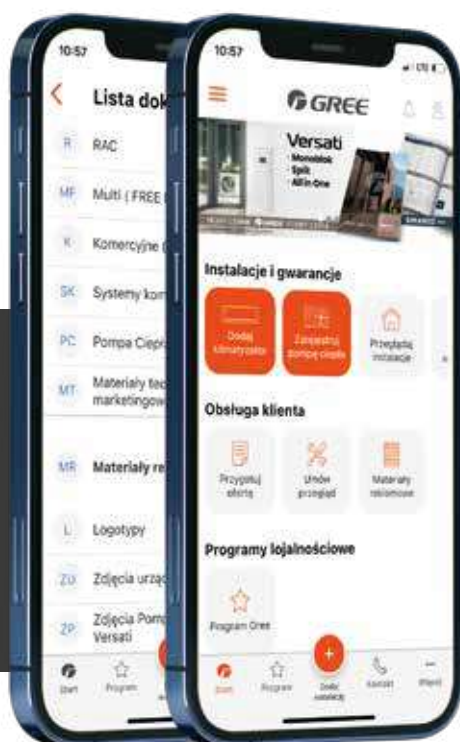 10:57
Lista dok
R RAC
MF Multi ( FREE
K Komercyjne
SK Systemy kom
PC Pompa Ciepł
MT Materiały tec
marketingow
MR Materiały re
L Logotypy
ZU Zdjęcia urząd
ZP Zdjęcia Pomp
Versati
Start
Program
10:57
LTE
GREE
Versati
· Monoblok
· Split
· All in One
Instalacje i gwarancje
Dodaj
klimatyzator
Zarejestruj
pompę ciepła
Przeglądaj
instalacje
Obsługa klienta
Przygotuj
ofertę
Umów
przegląd
Materiały
reklamowe
Programy lojalnościowe
Program Gree
Start
Program
Dodaj
instalację
Kontakt
Więcej